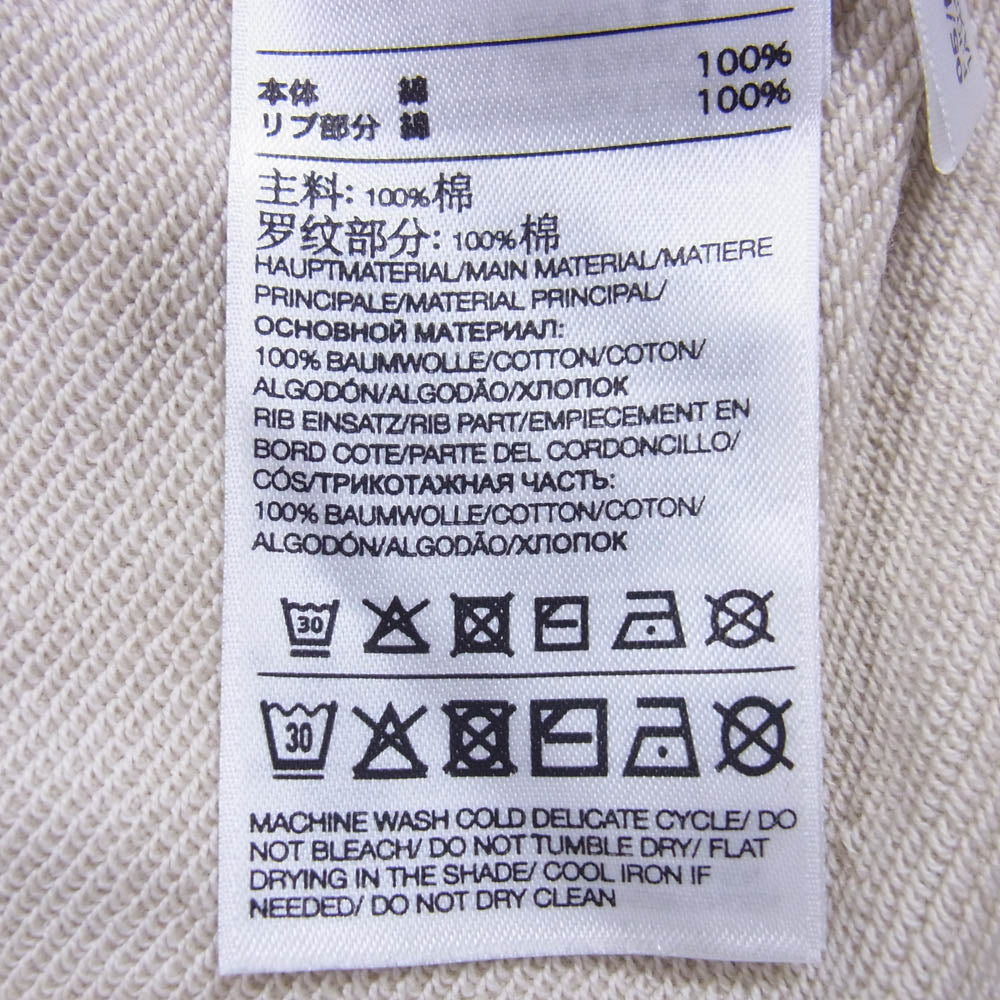 本体 綿 100%
リブ部分 綿 100%
主料: 100%棉
罗纹部分: 100%棉
HAUPTMATERIAL/MAIN MATERIAL/MATIERE
PRINCIPALE/MATERIAL PRINCIPAL/
ОСНОВНОЙ МАТЕРИАЛ:
100% BAUMWOLLE/COTTON/COTON/
ALGODÓN/ALGODÃO/ХЛОПОК
RIB EINSATZ/RIB PART/EMPIECEMENT EN
BORD COTE/PARTE DEL CORDONCILLO/
CÓS/ТРИКОТАЖНАЯ ЧАСТЬ:
100% BAUMWOLLE/COTTON/COTON/
ALGODÓN/ALGODÃO/ХЛОПОК
30
30
MACHINE WASH COLD DELICATE CYCLE/ DO
NOT BLEACH/ DO NOT TUMBLE DRY/ FLAT
DRYING IN THE SHADE/ COOL IRON IF
NEEDED/ DO NOT DRY CLEAN